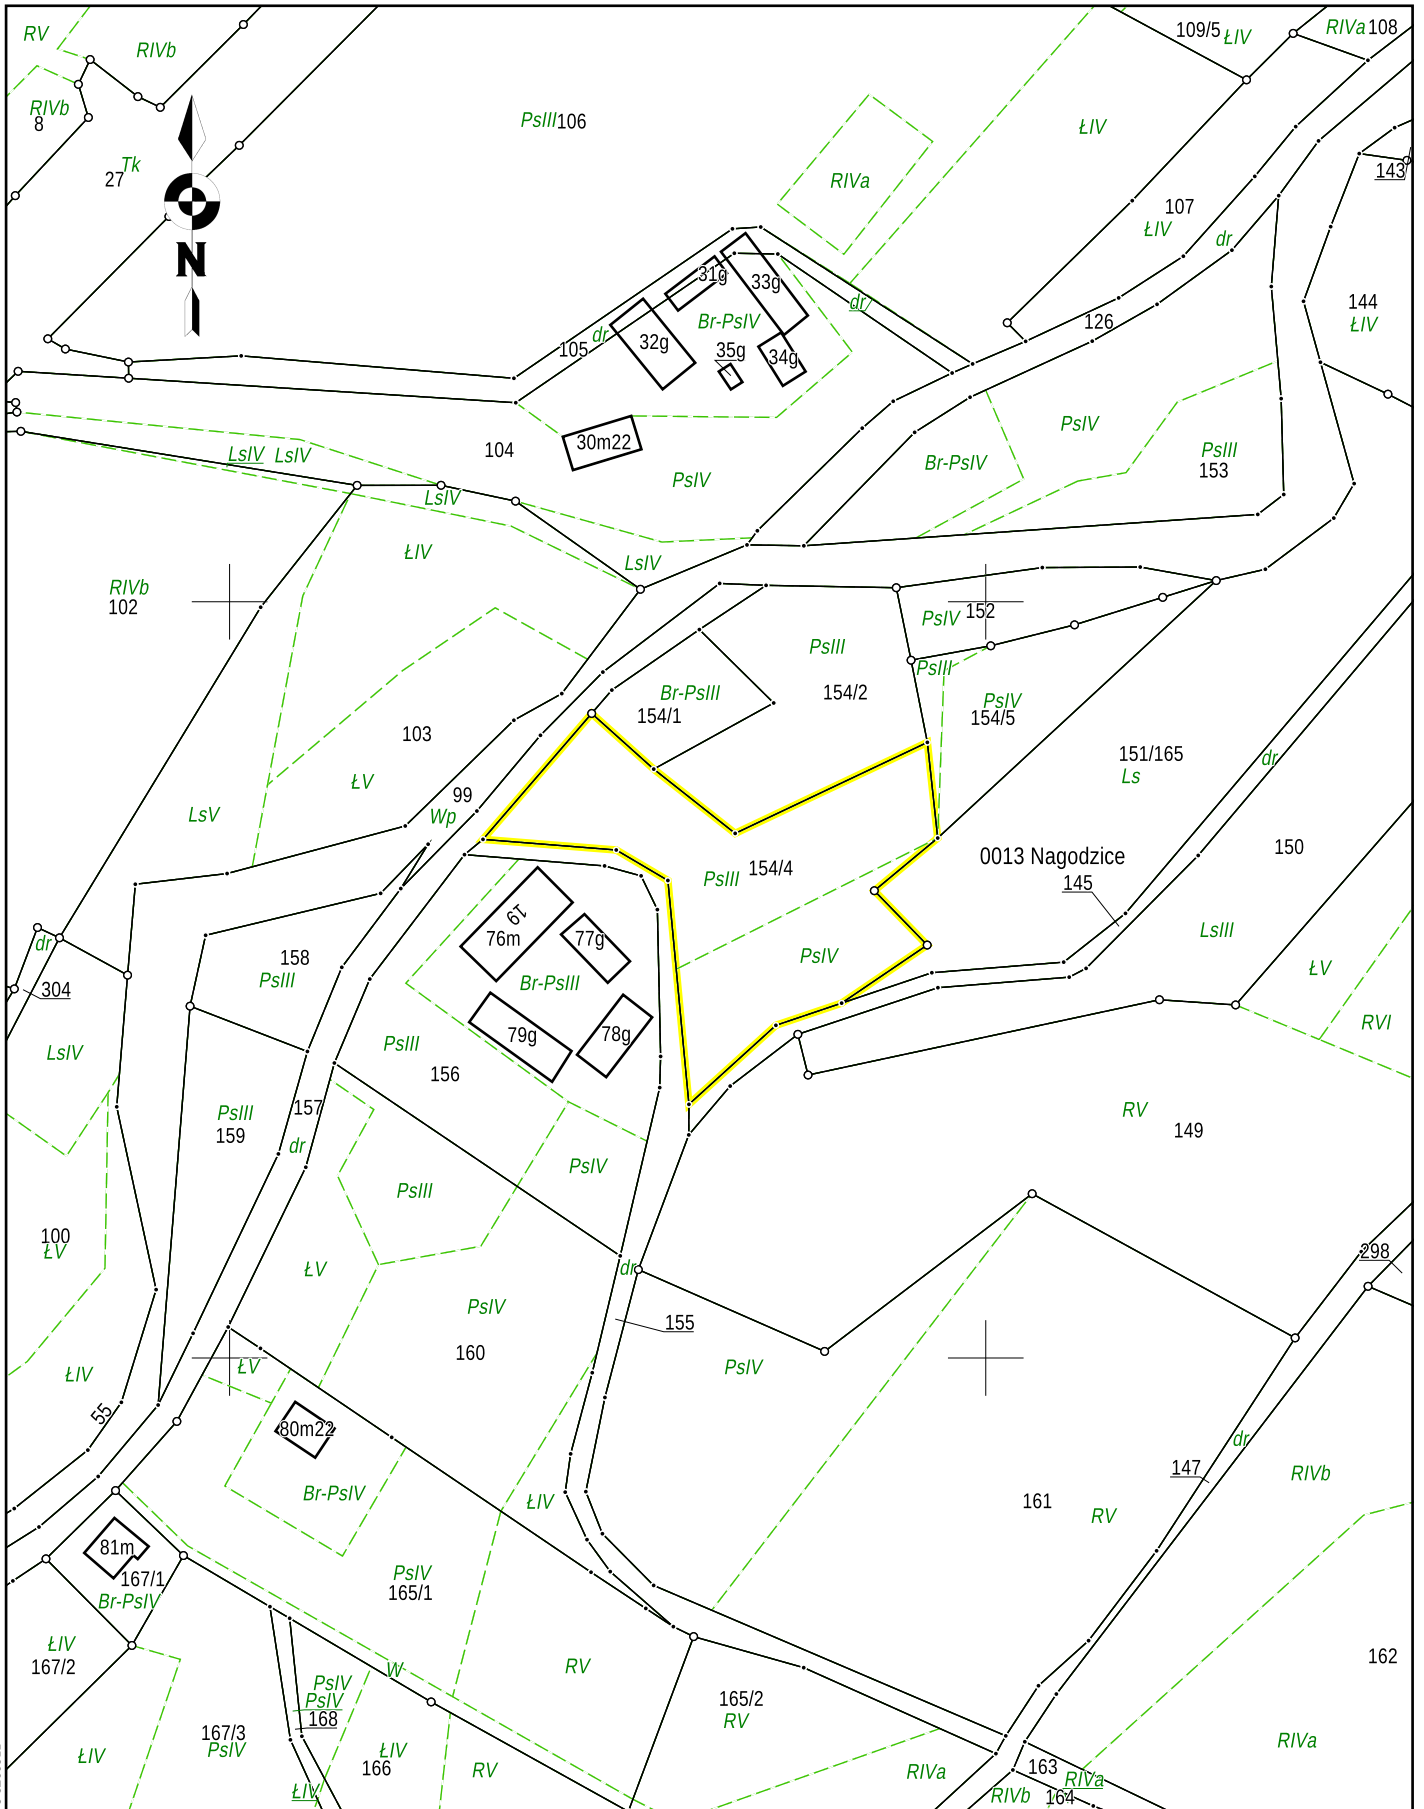 RV
RIVb
109/5 ŁIV
RIVa 108
RIVb
8
PsIII 106
ŁIV
27 Tk
RIVa
143
107
ŁIV
dr
N
31g
33g
Br-PsIV
dr
144
ŁIV
126
105 dr
32g
35g
34g
30m22
104
PsIV
PsIV
PsIII
153
Br-PsIV
LsIV LsIV
LsIV
PsIV
ŁIV
LsIV
RIVb
102
PsIV 152
PsIII
PsIII
154/2
Br-PsIII
154/1
PsIV
154/5
103
151/165
Ls
dr
ŁV
99
Wp
LsV
0013 Nagodzice
145
150
PsIII 154/4
19
76m
77g
LsIII
dr
304
158
PsIII
PsIV
ŁV
Br-PsIII
79g
78g
RVI
LsIV
PsIII
156
PsIII
159
157
dr
RV
149
PsIV
PsIII
100
ŁV
ŁV
dr
298
PsIV
155
160
PsIV
ŁIV
ŁV
55
80m22
dr
147
RIVb
Br-PsIV
ŁIV
161
RV
81m
167/1
Br-PsIV
PsIV
165/1
ŁIV
167/2
W
RV
162
PsIV
PsIV
168
165/2
RV
167/3
PsIV
ŁIV
ŁIV
166
RV
RIVa
RIVa
163
RIVa
ŁIV
RIVb
164